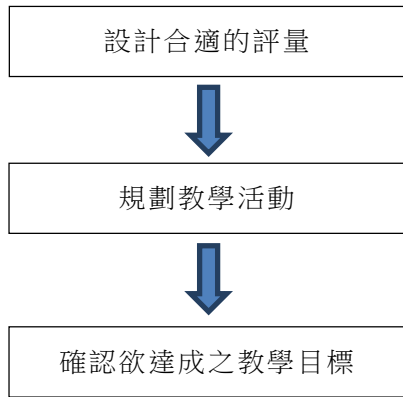 設計合適的評量
規劃教學活動
確認欲達成之教學目標